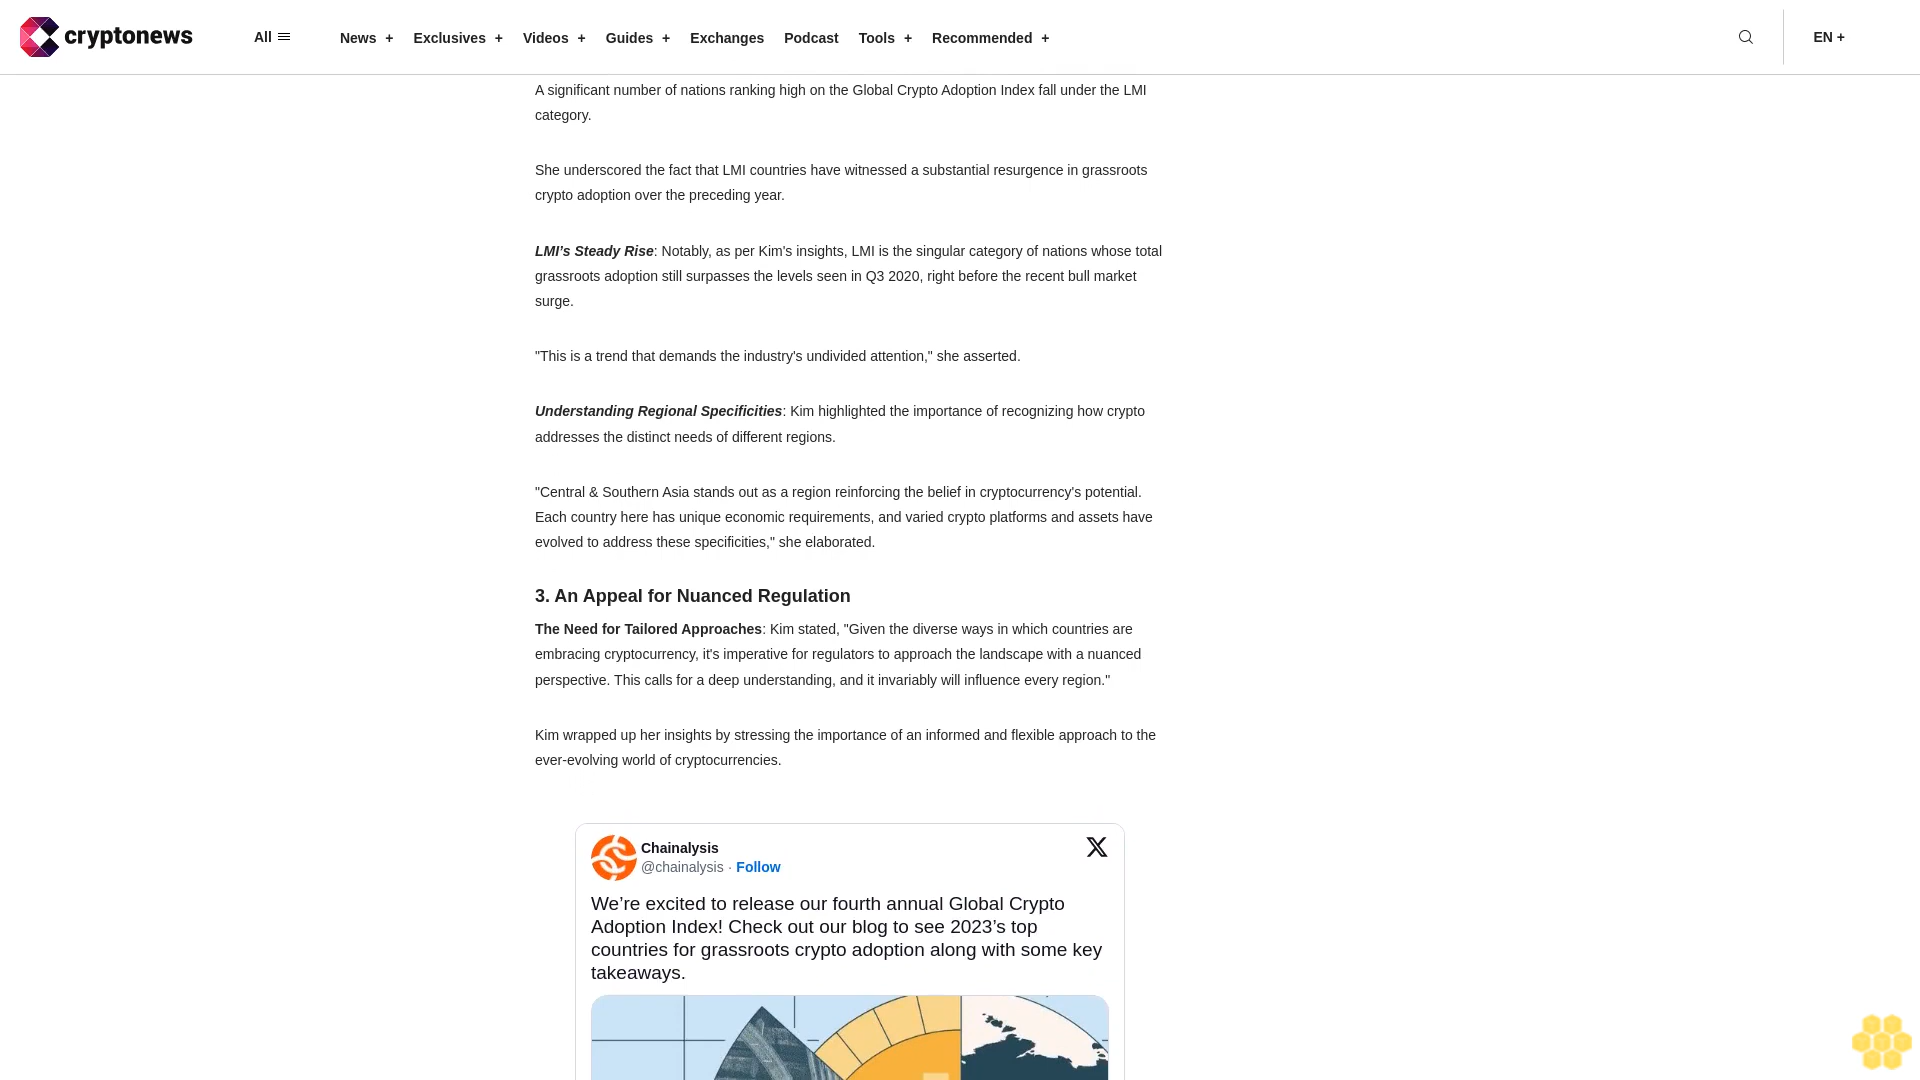 cryptonews
All
News +
Exclusives +
Videos +
Guides +
Exchanges
Podcast
Tools +
Recommended +
EN +
A significant number of nations ranking high on the Global Crypto Adoption Index fall under the LMI
category.
She underscored the fact that LMI countries have witnessed a substantial resurgence in grassroots
crypto adoption over the preceding year.
LMI’s Steady Rise: Notably, as per Kim's insights, LMI is the singular category of nations whose total
grassroots adoption still surpasses the levels seen in Q3 2020, right before the recent bull market
surge.
"This is a trend that demands the industry's undivided attention," she asserted.
Understanding Regional Specificities: Kim highlighted the importance of recognizing how crypto
addresses the distinct needs of different regions.
"Central & Southern Asia stands out as a region reinforcing the belief in cryptocurrency's potential.
Each country here has unique economic requirements, and varied crypto platforms and assets have
evolved to address these specificities," she elaborated.
3. An Appeal for Nuanced Regulation
The Need for Tailored Approaches: Kim stated, "Given the diverse ways in which countries are
embracing cryptocurrency, it's imperative for regulators to approach the landscape with a nuanced
perspective. This calls for a deep understanding, and it invariably will influence every region."
Kim wrapped up her insights by stressing the importance of an informed and flexible approach to the
ever-evolving world of cryptocurrencies.
Chainalysis
@chainalysis · Follow
We’re excited to release our fourth annual Global Crypto
Adoption Index! Check out our blog to see 2023’s top
countries for grassroots crypto adoption along with some key
takeaways.